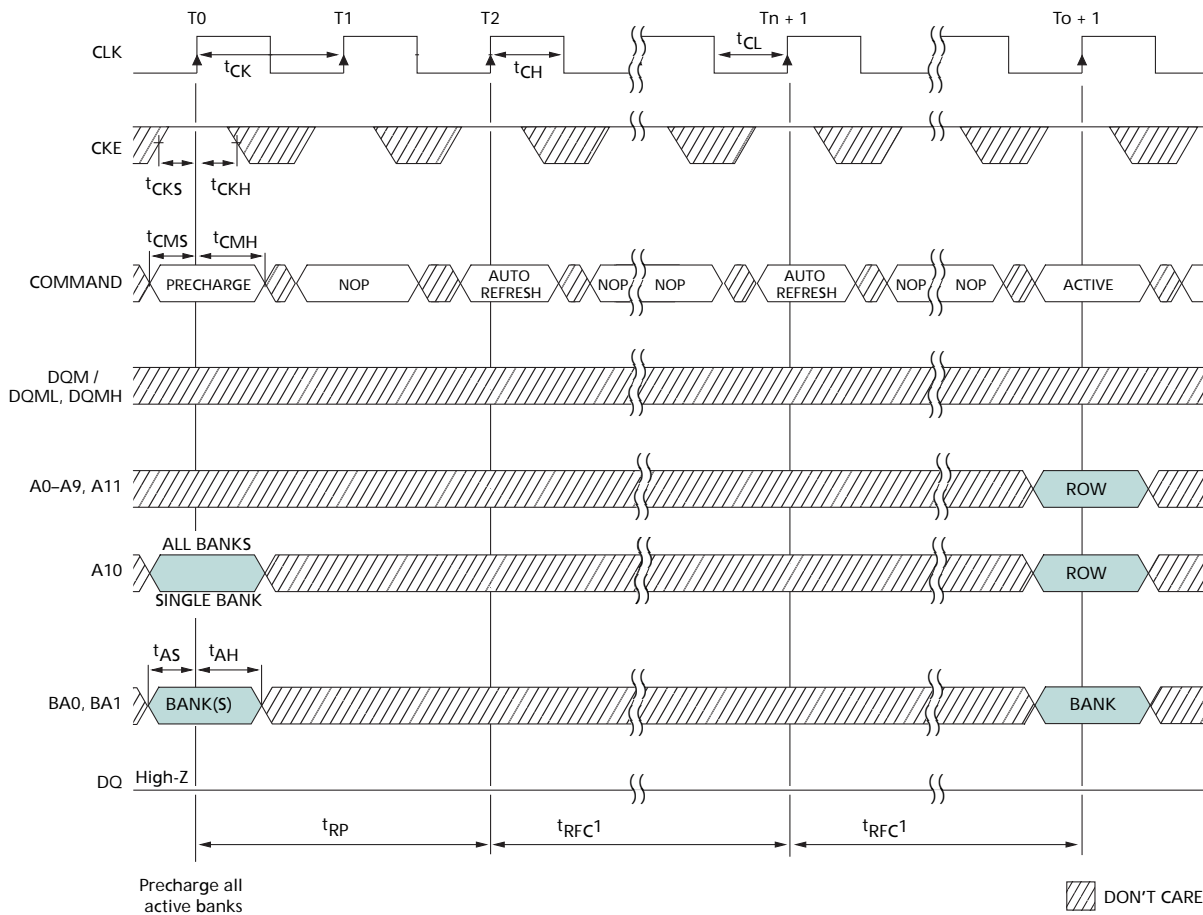 T0 T1 T2 Tn + 1 To + 1
CLK
tCK tCH tCL
CKE
tCKS tCKH
tCMS tCMH
COMMAND PRECHARGE NOP AUTO REFRESH NOP NOP AUTO REFRESH NOP NOP ACTIVE
DQM /
DQML, DQMH
A0–A9, A11 ROW
ALL BANKS
A10 ROW
SINGLE BANK
tAS tAH
BA0, BA1 BANK(S) BANK
DQ High-Z
tRP tRFC1 tRFC1
Precharge all
active banks
DON'T CARE